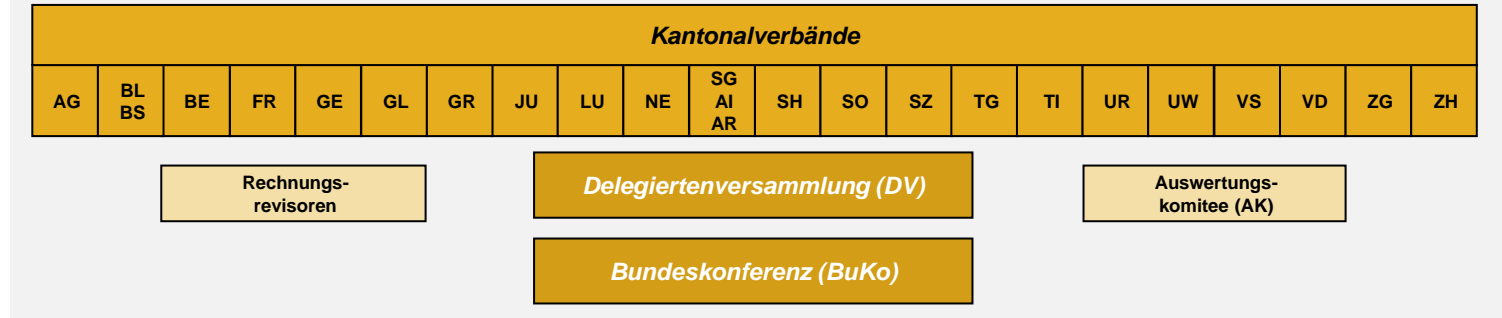 Kantonalverbände
AG
BL
BS
BE
FR
GE
GL
GR
JU
LU
NE
SG
AI
AR
SH
SO
SZ
TG
TI
UR
UW
VS
VD
ZG
ZH
Rechnungs-
revisoren
Delegiertenversammlung (DV)
Auswertungs-
komitee (AK)
Bundeskonferenz (BuKo)